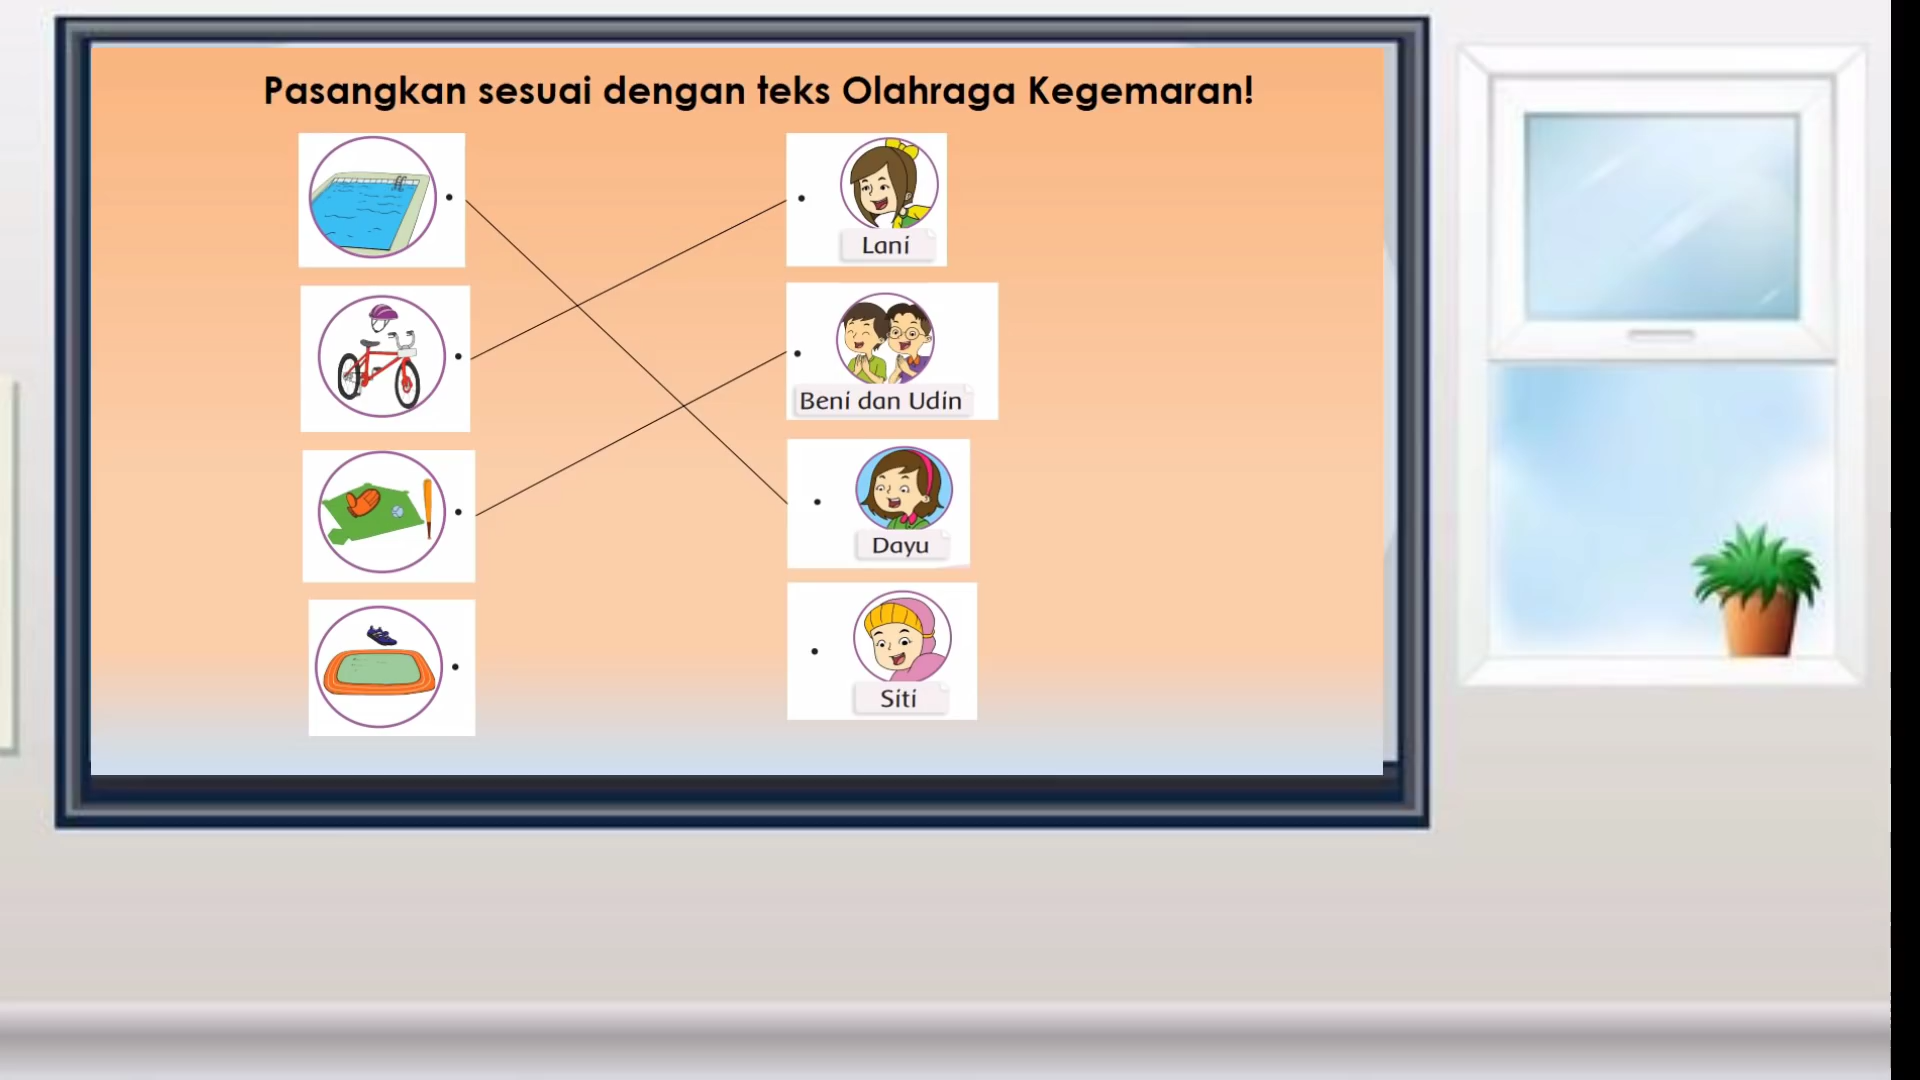 Pasangkan sesuai dengan teks Olahraga Kegemaran!
Lani
Beni dan Udin
Dayu
Siti